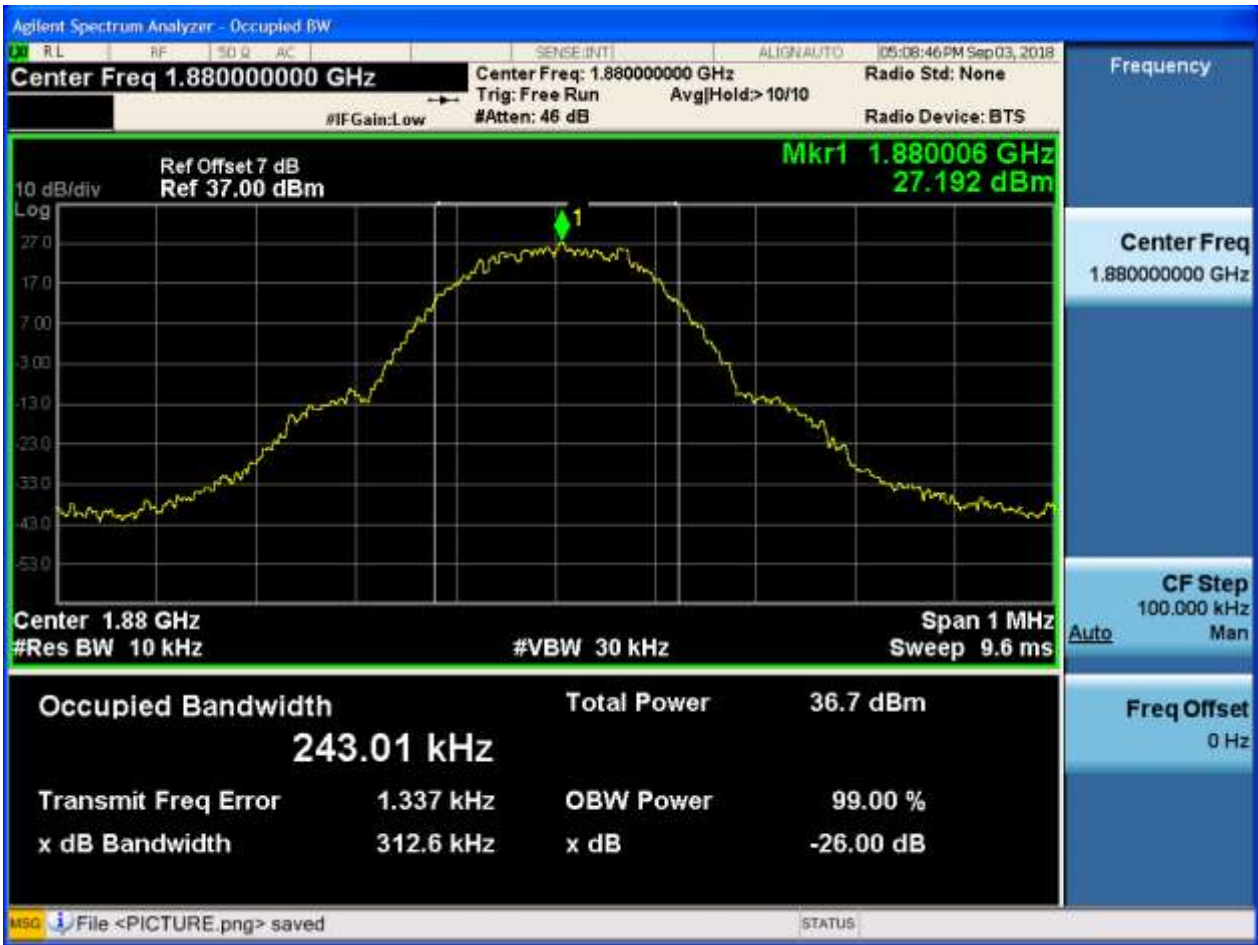 Agilent Spectrum Analyzer - Occupied BW
LXI RL RF 50 Ω AC SENSE:INT ALIGNAUTO 05:08:46 PM Sep 03, 2018
Center Freq 1.880000000 GHz
Center Freq: 1.880000000 GHz Radio Std: None
Trig: Free Run Avg|Hold:> 10/10
#IFGain:Low #Atten: 46 dB Radio Device: BTS
Mkr1 1.880006 GHz
27.192 dBm
Ref Offset 7 dB
10 dB/div Ref 37.00 dBm
Log
1
27.0
17.0
7.00
-3.00
-13.0
-23.0
-33.0
-43.0
-53.0
Center 1.88 GHz Span 1 MHz
#Res BW 10 kHz #VBW 30 kHz Sweep 9.6 ms
Occupied Bandwidth Total Power 36.7 dBm
243.01 kHz
Transmit Freq Error 1.337 kHz OBW Power 99.00 %
x dB Bandwidth 312.6 kHz x dB -26.00 dB
Frequency
Center Freq
1.880000000 GHz
CF Step
100.000 kHz
Auto Man
Freq Offset
0 Hz
MSG File <PICTURE.png> saved STATUS